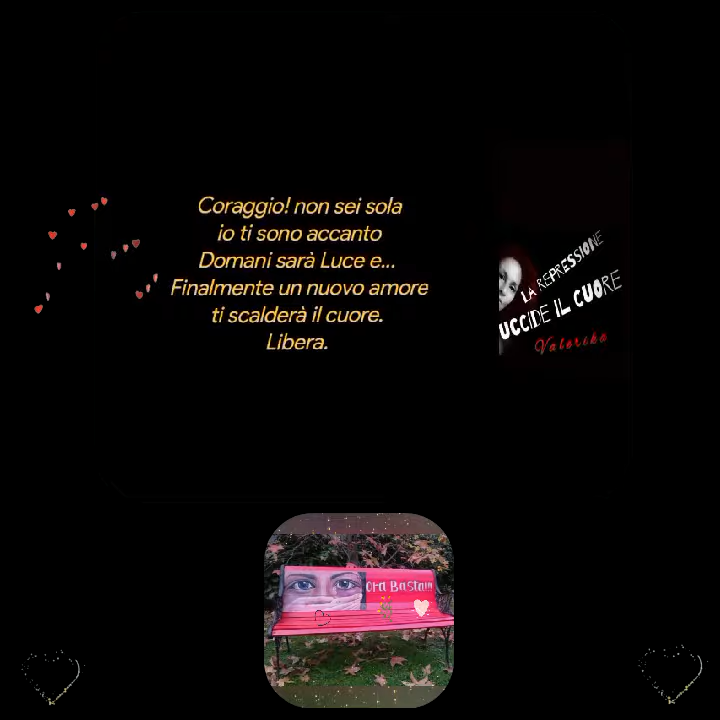 Coraggio! non sei sola
io ti sono accanto
Domani sarà Luce e...
Finalmente un nuovo amore
ti scalderà il cuore.
Libera.
LA REPRESSIONE
UCCIDE IL CUORE
Valeriko
Ora Basta!!!